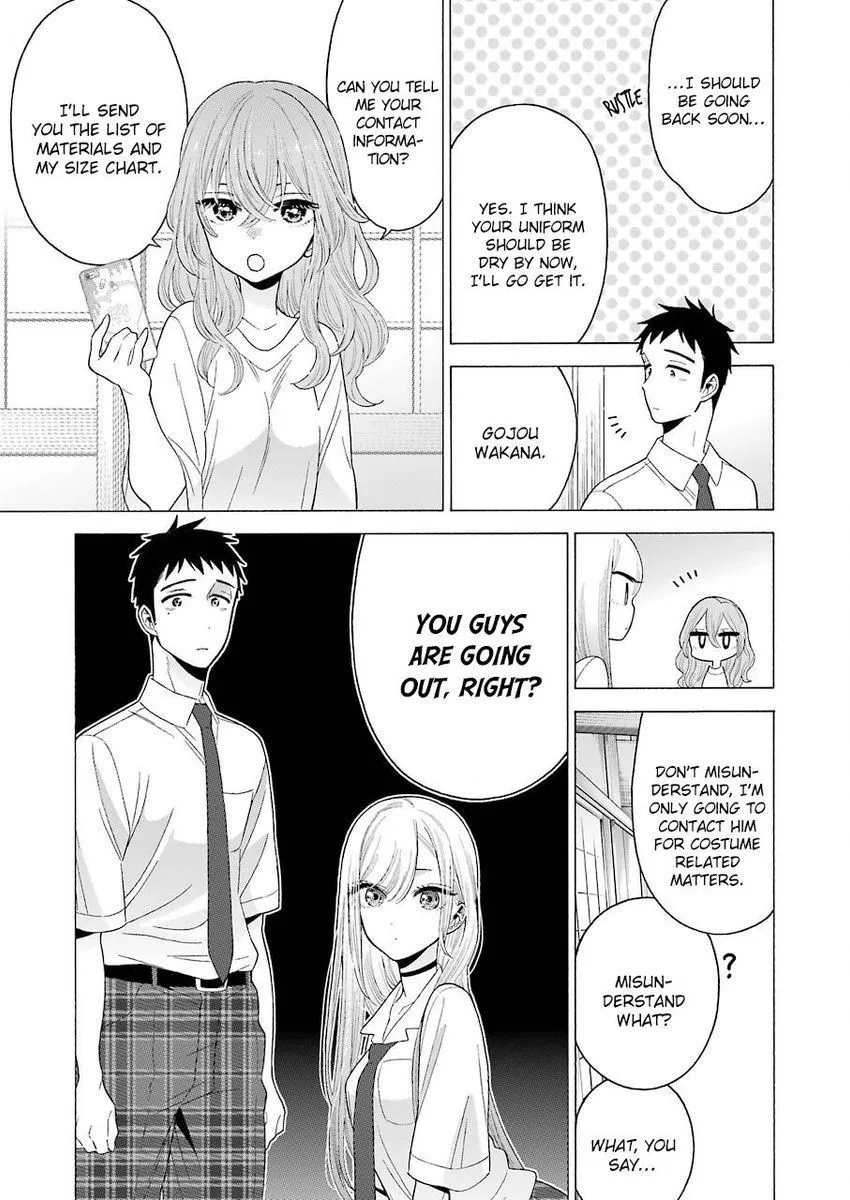 ...I SHOULD
BE GOING
BACK SOON...
RUSTLE
YES. I THINK
YOUR UNIFORM
SHOULD BE
DRY BY NOW,
I'LL GO GET IT.
GOJOU
WAKANA.
CAN YOU TELL
ME YOUR
CONTACT
INFORMA-
TION?
I'LL SEND
YOU THE LIST OF
MATERIALS AND
MY SIZE CHART.
DON'T MISUN-
DERSTAND, I'M
ONLY GOING TO
CONTACT HIM
FOR COSTUME
RELATED
MATTERS.
?
MISUN-
DERSTAND
WHAT?
WHAT, YOU
SAY...
YOU GUYS
ARE GOING
OUT, RIGHT?